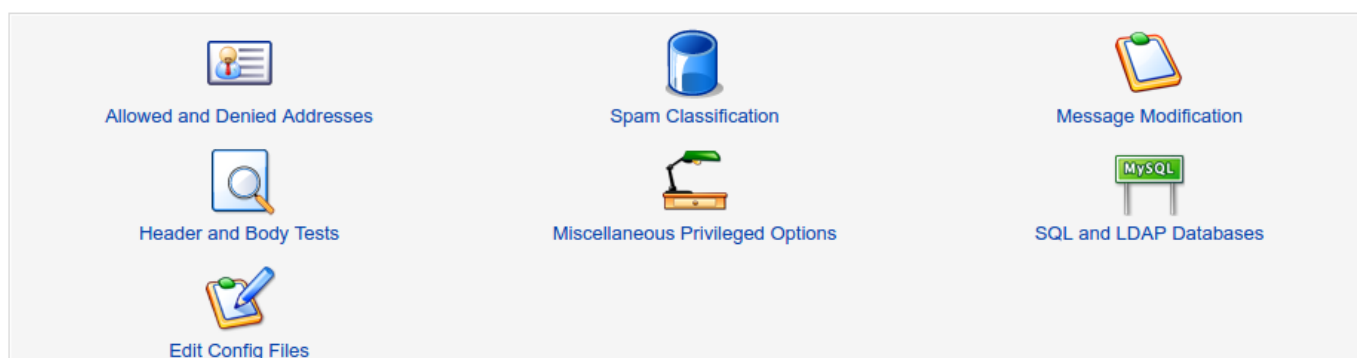 Allowed and Denied Addresses
Spam Classification
Message Modification
MySQL
Header and Body Tests
Miscellaneous Privileged Options
SQL and LDAP Databases
Edit Config Files